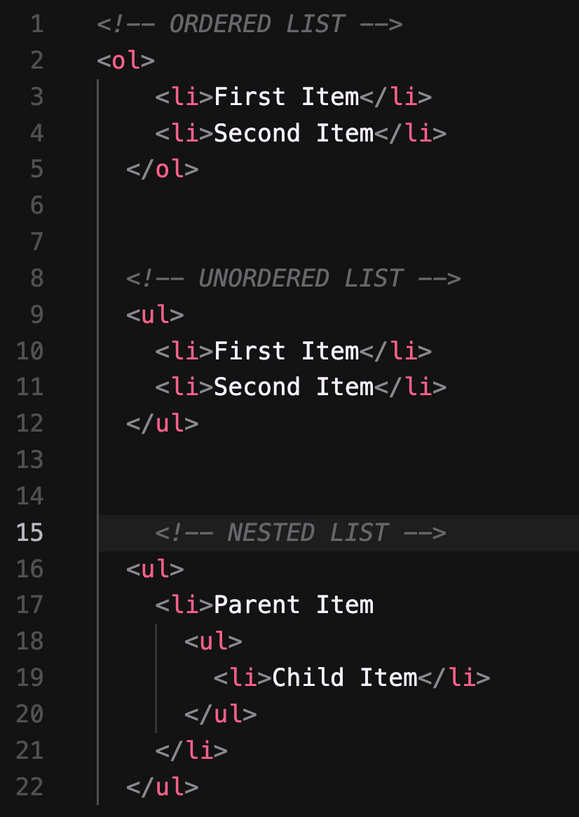 1 <!-- ORDERED LIST -->
2 <ol>
3 <li>First Item</li>
4 <li>Second Item</li>
5 </ol>
6
7
8 <!-- UNORDERED LIST -->
9 <ul>
10 <li>First Item</li>
11 <li>Second Item</li>
12 </ul>
13
14
15 <!-- NESTED LIST -->
16 <ul>
17 <li>Parent Item
18 <ul>
19 <li>Child Item</li>
20 </ul>
21 </li>
22 </ul>